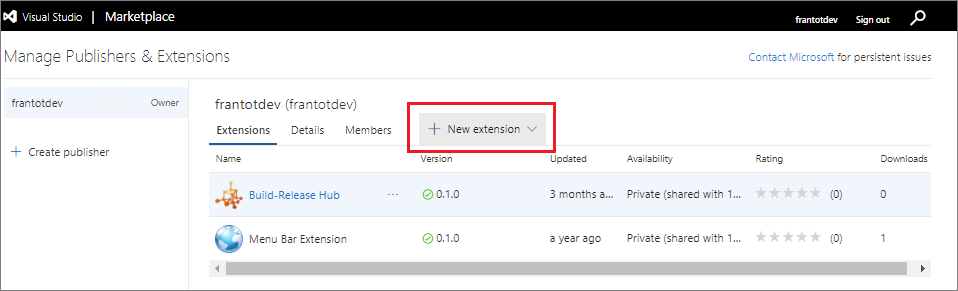 Visual Studio | Marketplace frantotdev Sign out
Manage Publishers & Extensions Contact Microsoft for persistent issues
frantotdev Owner
+ Create publisher
frantotdev (frantotdev)
Extensions Details Members + New extension
Name Version Updated Availability Rating Downloads
Build-Release Hub ... 0.1.0 3 months a... Private (shared with 1... (0) 0
Menu Bar Extension 0.1.0 a year ago Private (shared with 1... (0) 1